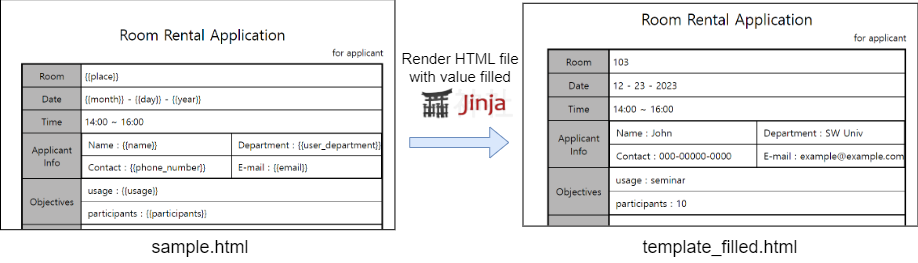 Room Rental Application
for applicant
Room {{place}}
Date {{month}} - {{day}} - {{year}}
Time 14:00 ~ 16:00
Applicant Info
Name : {{name}} Department : {{user_department}}
Contact : {{phone_number}} E-mail : {{email}}
Objectives
usage : {{usage}}
participants : {{participants}}
sample.html
Render HTML file
with value filled
Jinja
Room Rental Application
for applicant
Room 103
Date 12 - 23 - 2023
Time 14:00 ~ 16:00
Applicant Info
Name : John Department : SW Univ
Contact : 000-00000-0000 E-mail : example@example.com
Objectives
usage : seminar
participants : 10
template_filled.html